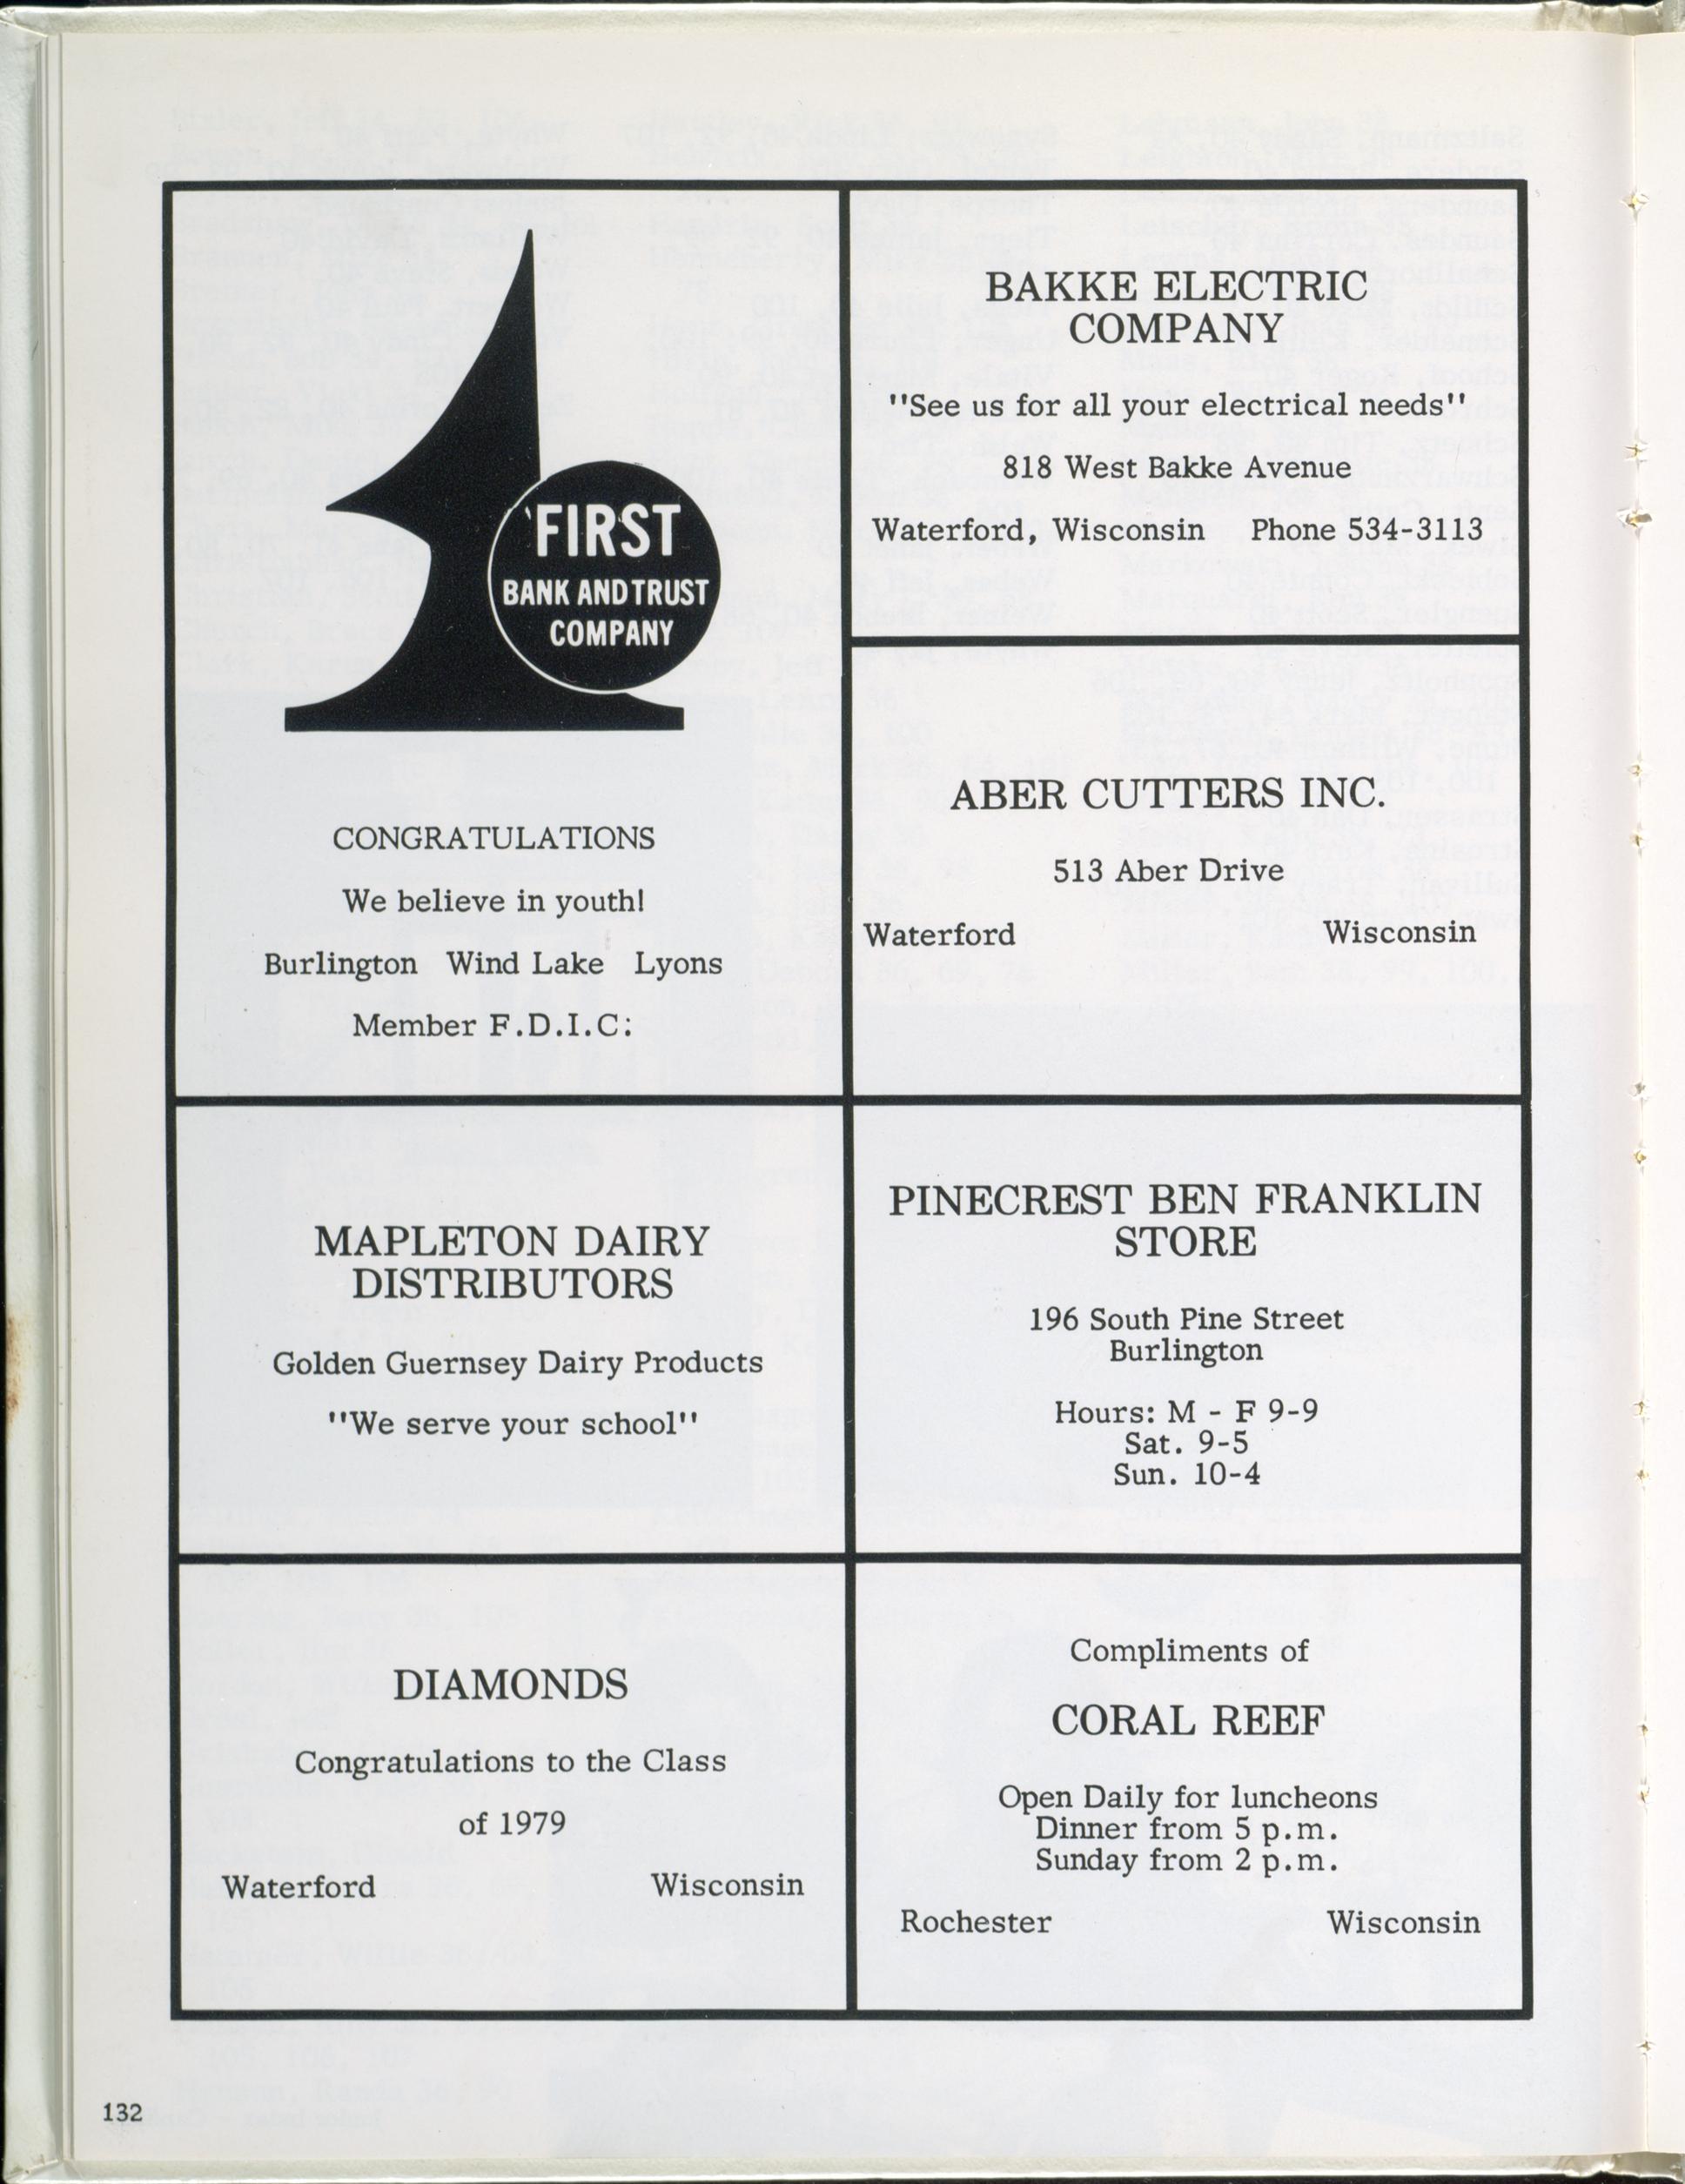 FIRST
BANK AND TRUST
COMPANY
CONGRATULATIONS
We believe in youth!
Burlington Wind Lake Lyons
Member F.D.I.C:
BAKKE ELECTRIC
COMPANY
"See us for all your electrical needs"
818 West Bakke Avenue
Waterford, Wisconsin Phone 534-3113
ABER CUTTERS INC.
513 Aber Drive
Waterford Wisconsin
MAPLETON DAIRY
DISTRIBUTORS
Golden Guernsey Dairy Products
"We serve your school"
PINECREST BEN FRANKLIN
STORE
196 South Pine Street
Burlington
Hours: M - F 9-9
Sat. 9-5
Sun. 10-4
DIAMONDS
Congratulations to the Class
of 1979
Waterford Wisconsin
Compliments of
CORAL REEF
Open Daily for luncheons
Dinner from 5 p.m.
Sunday from 2 p.m.
Rochester Wisconsin
132